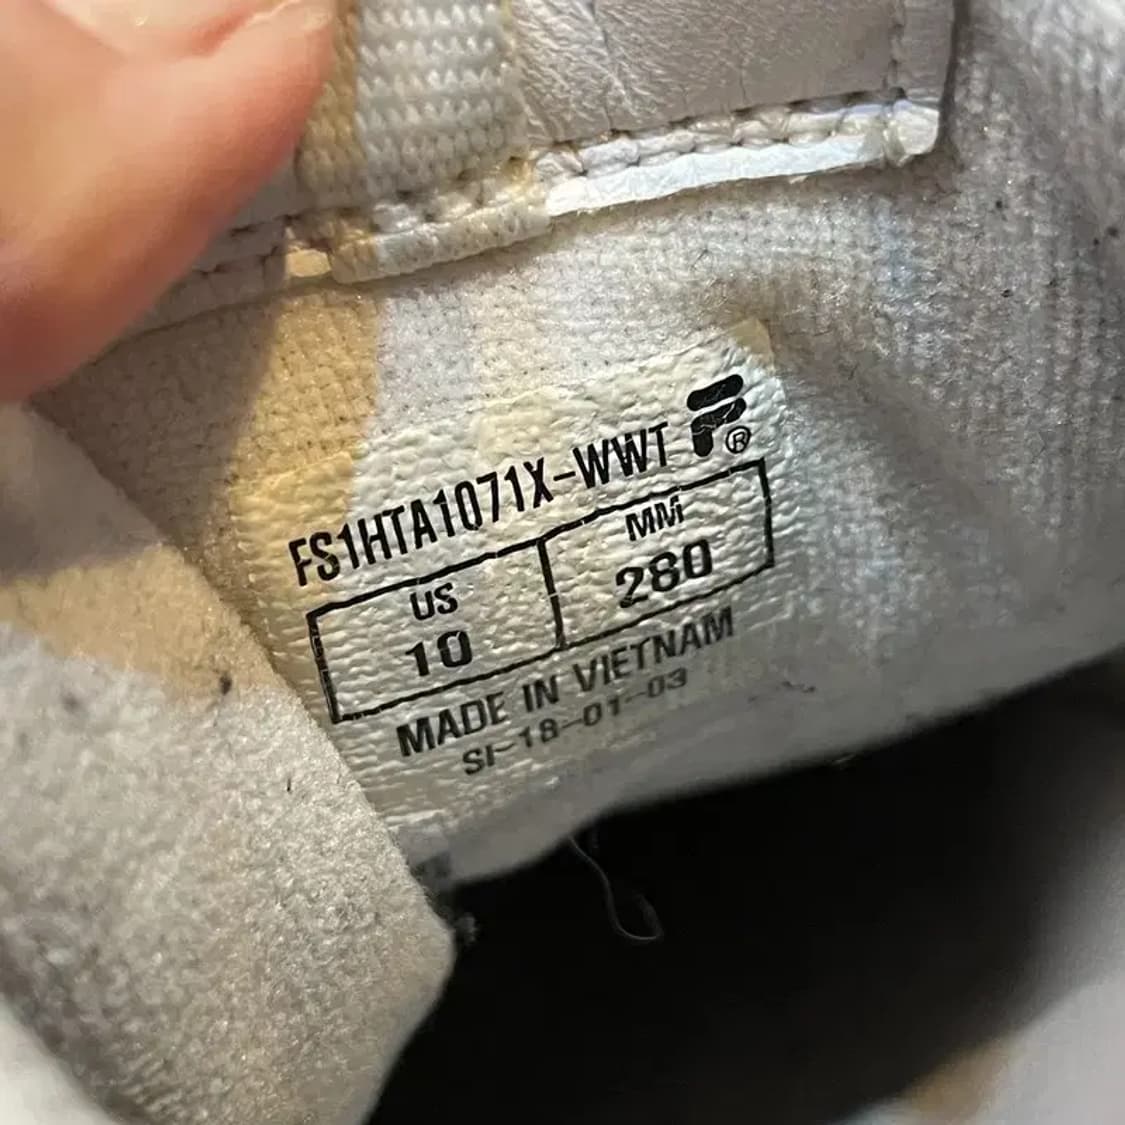 FS1HTA1071X-WWT F®
US MM
10 280
MADE IN VIETNAM
SI-18-01-03